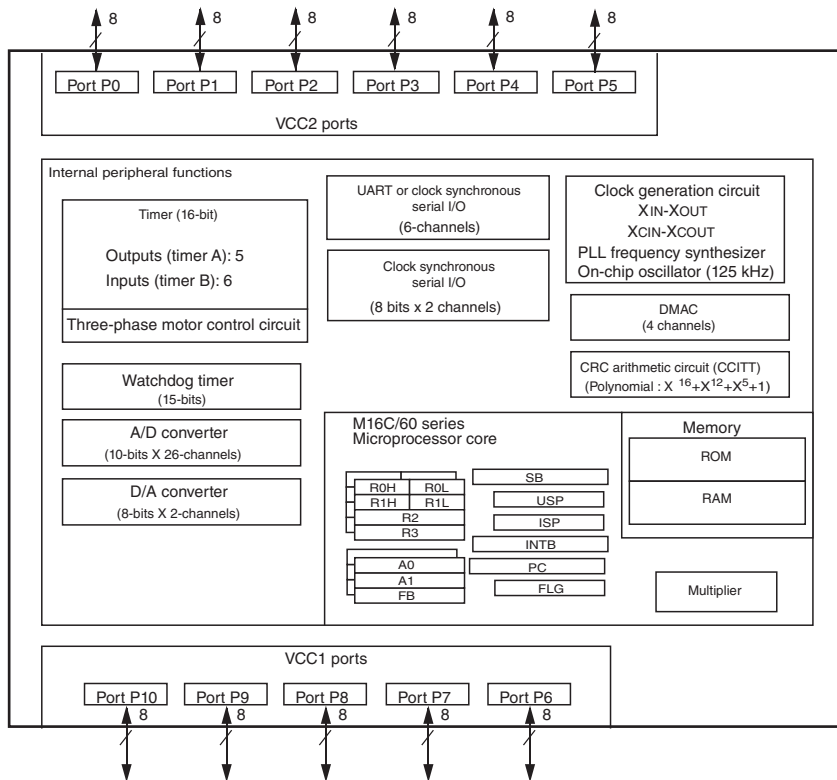 8 8 8 8 8 8
Port P0 Port P1 Port P2 Port P3 Port P4 Port P5
VCC2 ports
Internal peripheral functions
Timer (16-bit)
Outputs (timer A): 5
Inputs (timer B): 6
Three-phase motor control circuit
Watchdog timer
(15-bits)
A/D converter
(10-bits X 26-channels)
D/A converter
(8-bits X 2-channels)
UART or clock synchronous
serial I/O
(6-channels)
Clock synchronous
serial I/O
(8 bits x 2 channels)
Clock generation circuit
XIN-XOUT
XCIN-XCOUT
PLL frequency synthesizer
On-chip oscillator (125 kHz)
DMAC
(4 channels)
CRC arithmetic circuit (CCITT)
(Polynomial : X 16+X12+X5+1)
M16C/60 series
Microprocessor core
R0H R0L
R1H R1L
R2
R3
A0
A1
FB
SB
USP
ISP
INTB
PC
FLG
Memory
ROM
RAM
Multiplier
VCC1 ports
Port P10 Port P9 Port P8 Port P7 Port P6
8 8 8 8 8